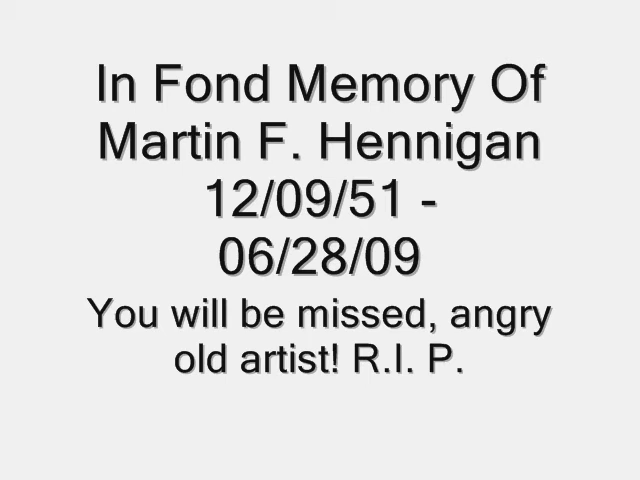 In Fond Memory Of
Martin F. Hennigan
12/09/51 -
06/28/09
You will be missed, angry
old artist! R.I. P.